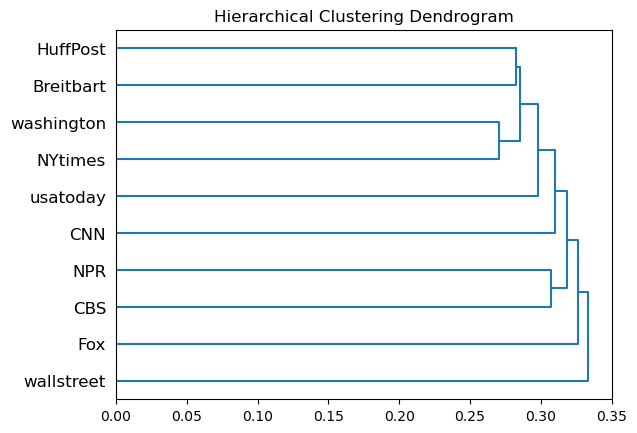 Hierarchical Clustering Dendrogram
HuffPost
Breitbart
washington
NYtimes
usatoday
CNN
NPR
CBS
Fox
wallstreet
0.00 0.05 0.10 0.15 0.20 0.25 0.30 0.35